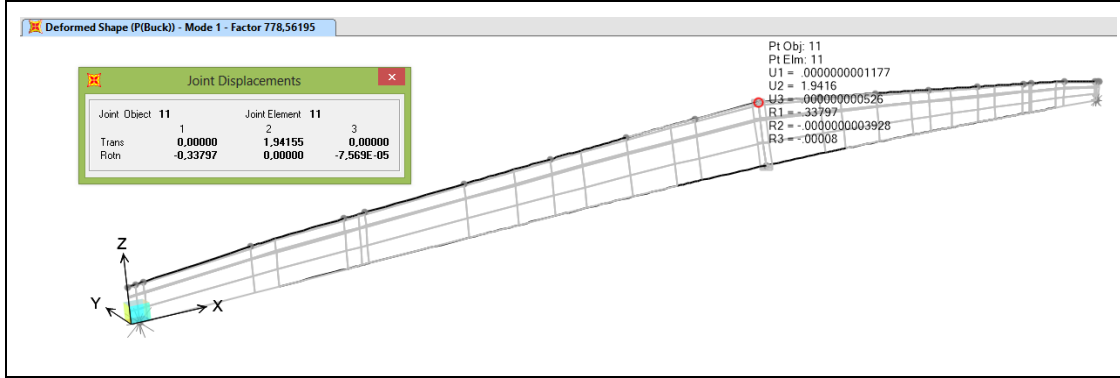 Deformed Shape (P(Buck)) - Mode 1 - Factor 778,56195
Pt Obj: 11
Pt Elm: 11
U1 = .0000000001177
U2 = 1.9416
U3 = .000000000526
R1 = -.33797
R2 = -.0000000003928
R3 = -.00008
Joint Displacements
Joint Object 11 Joint Element 11
1 2 3
Trans 0,00000 1,94155 0,00000
Rotn -0,33797 0,00000 -7,569E-05
Z
Y
X